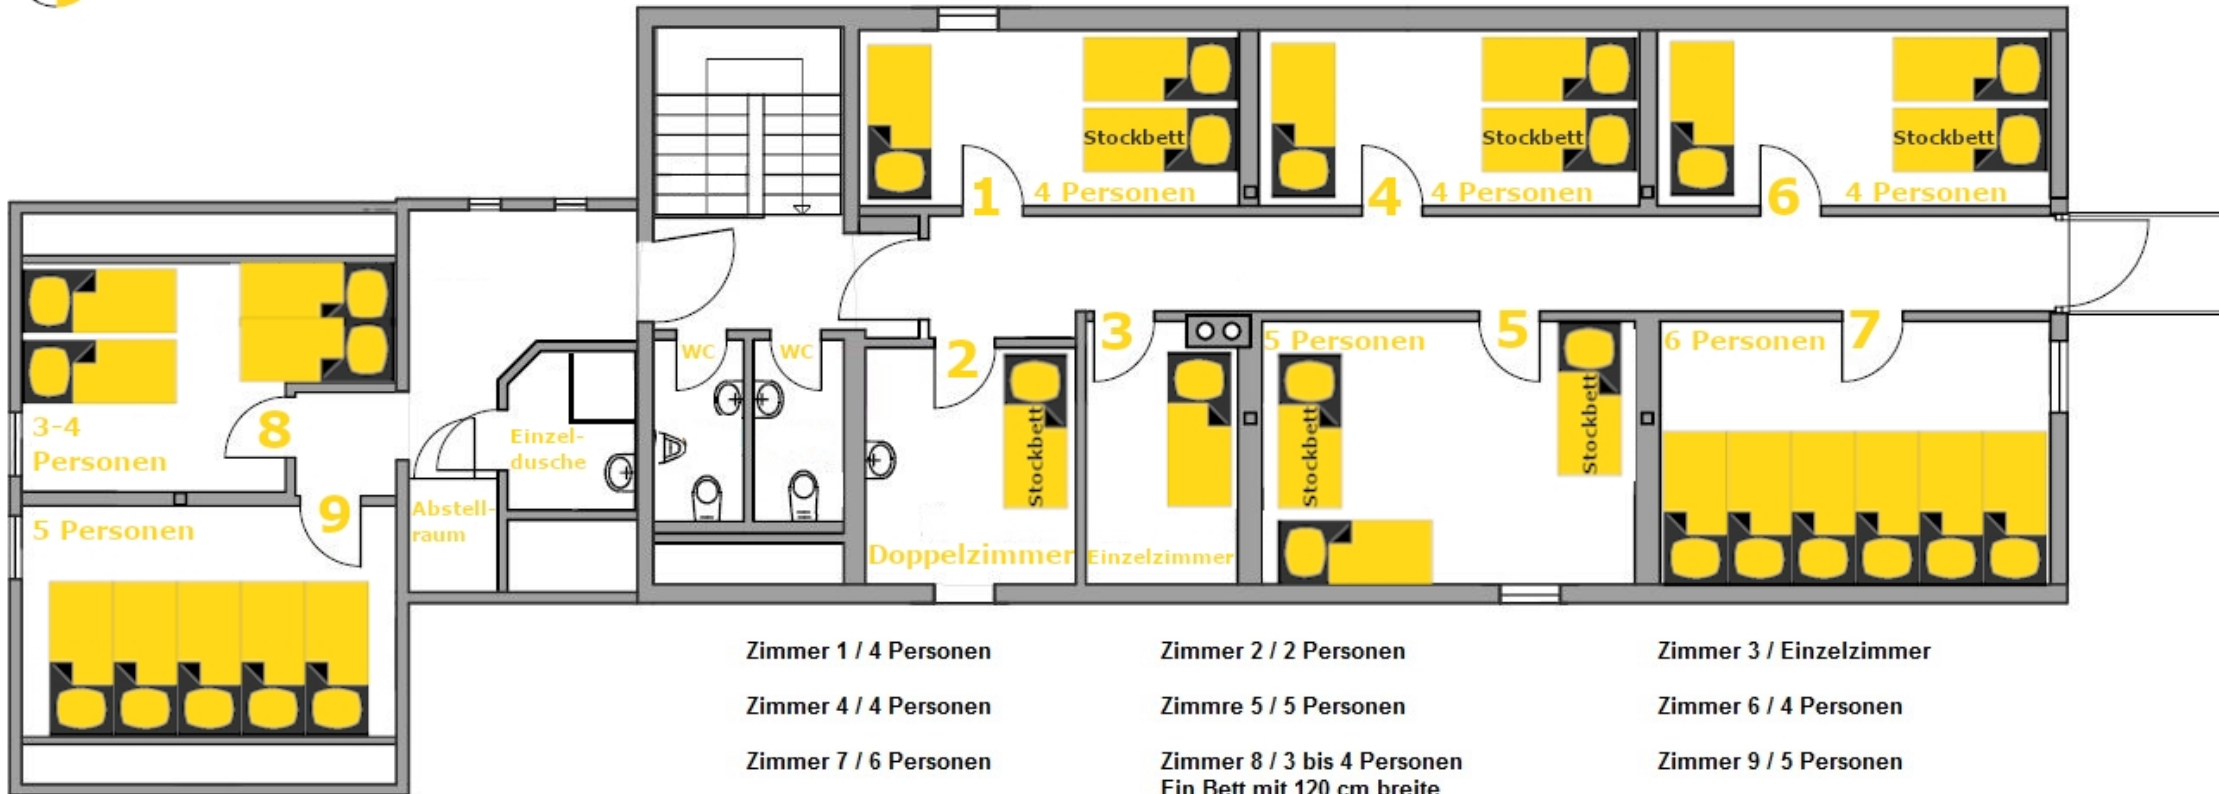 Stockbett
1
4 Personen
Stockbett
4
4 Personen
Stockbett
6
4 Personen
WC
WC
2
Stockbett
Doppelzimmer
3
Einzelzimmer
5 Personen
5
Stockbett
Stockbett
6 Personen
7
8
3-4
Personen
9
5 Personen
Einzel-
dusche
Abstell-
raum
Zimmer 1 / 4 Personen
Zimmer 2 / 2 Personen
Zimmer 3 / Einzelzimmer
Zimmer 4 / 4 Personen
Zimmre 5 / 5 Personen
Zimmer 6 / 4 Personen
Zimmer 7 / 6 Personen
Zimmer 8 / 3 bis 4 Personen
Ein Bett mit 120 cm breite
Zimmer 9 / 5 Personen